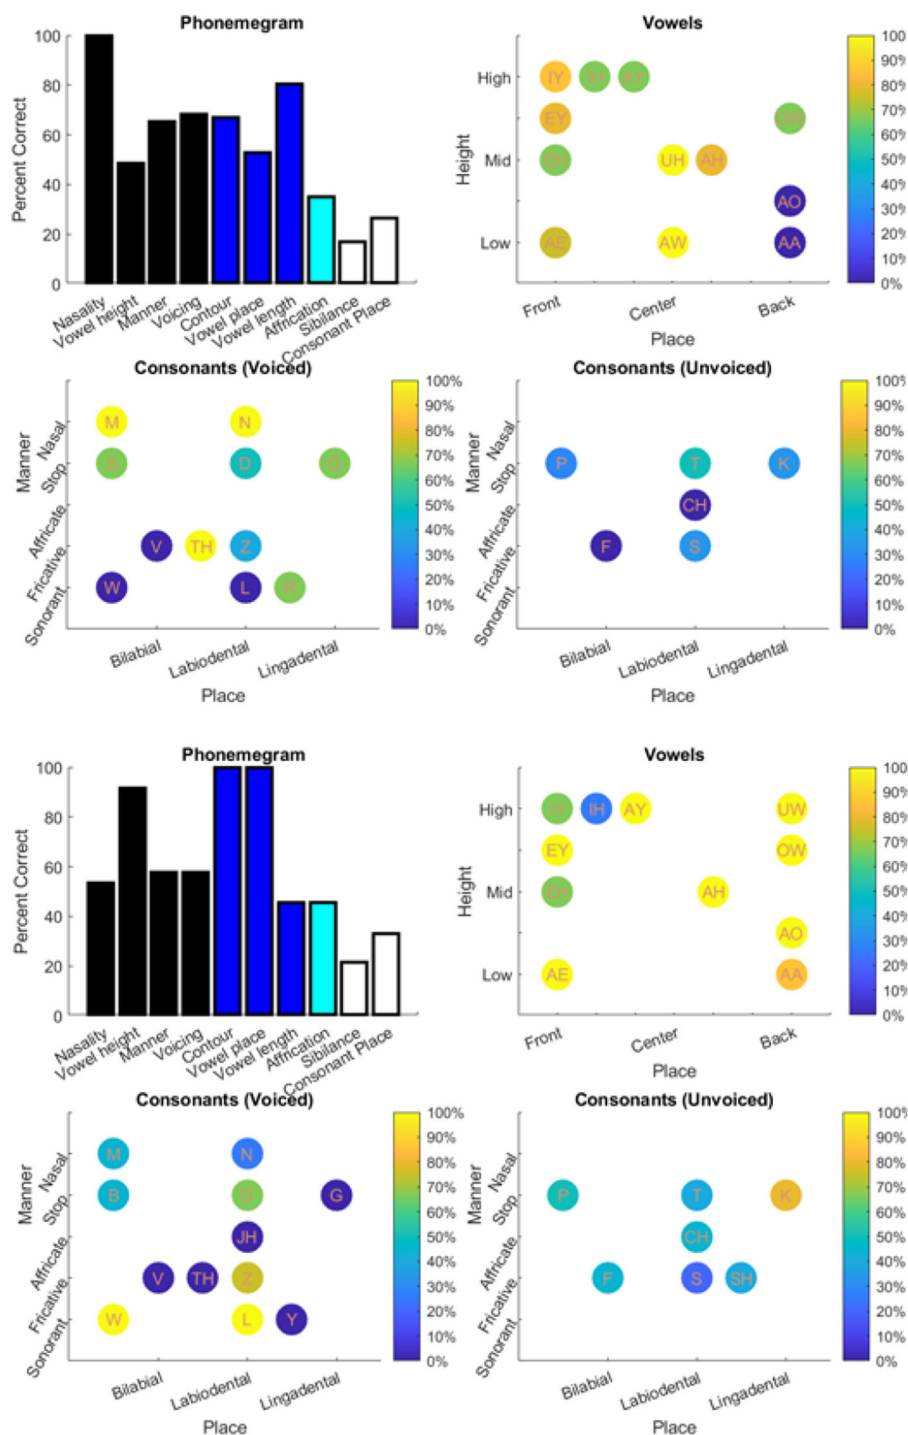 Phonemegram
Percent Correct
100
80
60
40
20
0
Nasality
Vowel height
Manner
Voicing
Contour
Vowel place
Vowel length
Affrication
Sibilance
Consonant Place
Vowels
Height
High
Mid
Low
IY IH AY
EY OW
EH UH AH
AO
AE AW AA
Front Center Back
Place
100%
90%
80%
70%
60%
50%
40%
30%
20%
10%
0%
Consonants (Voiced)
Manner
Nasal
Stop
Affricate
Fricative
Sonorant
M N
B D G
V TH Z
W L R
Bilabial Labiodental Lingadental
Place
100%
90%
80%
70%
60%
50%
40%
30%
20%
10%
0%
Consonants (Unvoiced)
Manner
Nasal
Stop
Affricate
Fricative
Sonorant
P T K
CH
F S
Bilabial Labiodental Lingadental
Place
100%
90%
80%
70%
60%
50%
40%
30%
20%
10%
0%
Phonemegram
Percent Correct
100
80
60
40
20
0
Nasality
Vowel height
Manner
Voicing
Contour
Vowel place
Vowel length
Affrication
Sibilance
Consonant Place
Vowels
Height
High
Mid
Low
IY IH AY UW
EY OW
EH AH
AO
AE AA
Front Center Back
Place
100%
90%
80%
70%
60%
50%
40%
30%
20%
10%
0%
Consonants (Voiced)
Manner
Nasal
Stop
Affricate
Fricative
Sonorant
M N
B D G
JH
V TH Z
W L Y
Bilabial Labiodental Lingadental
Place
100%
90%
80%
70%
60%
50%
40%
30%
20%
10%
0%
Consonants (Unvoiced)
Manner
Nasal
Stop
Affricate
Fricative
Sonorant
P T K
CH
F S SH
Bilabial Labiodental Lingadental
Place
100%
90%
80%
70%
60%
50%
40%
30%
20%
10%
0%